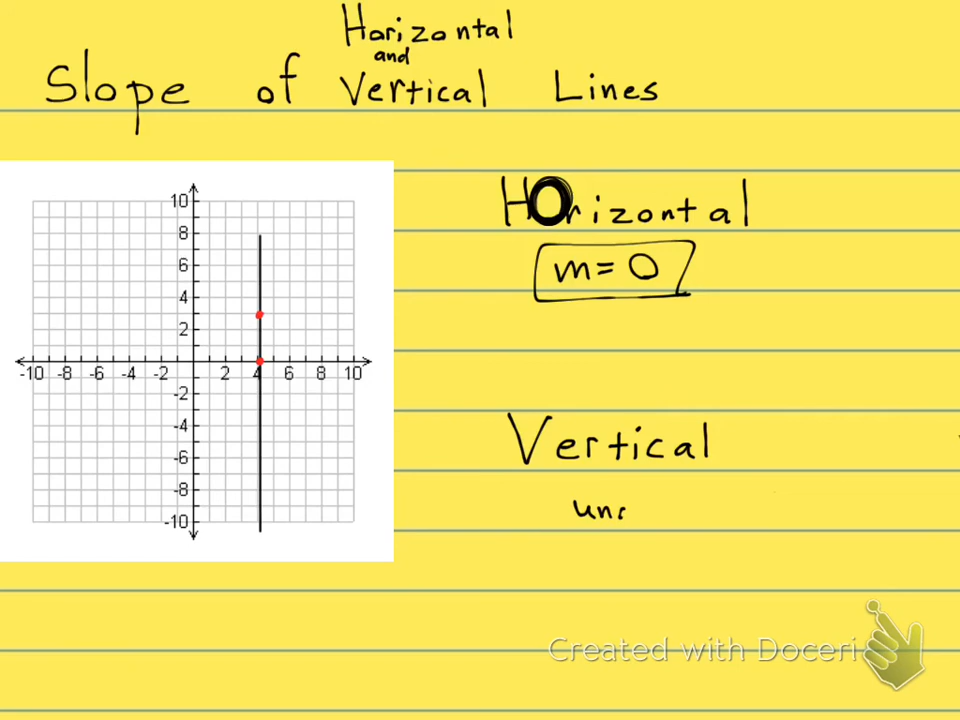 Horizontal
and
Slope of Vertical Lines
Horizontal
m = 0
10
8
6
4
2
-10 -8 -6 -4 -2 2 4 6 8 10
-2
-4
-6
-8
-10
Vertical
Created with Doceri